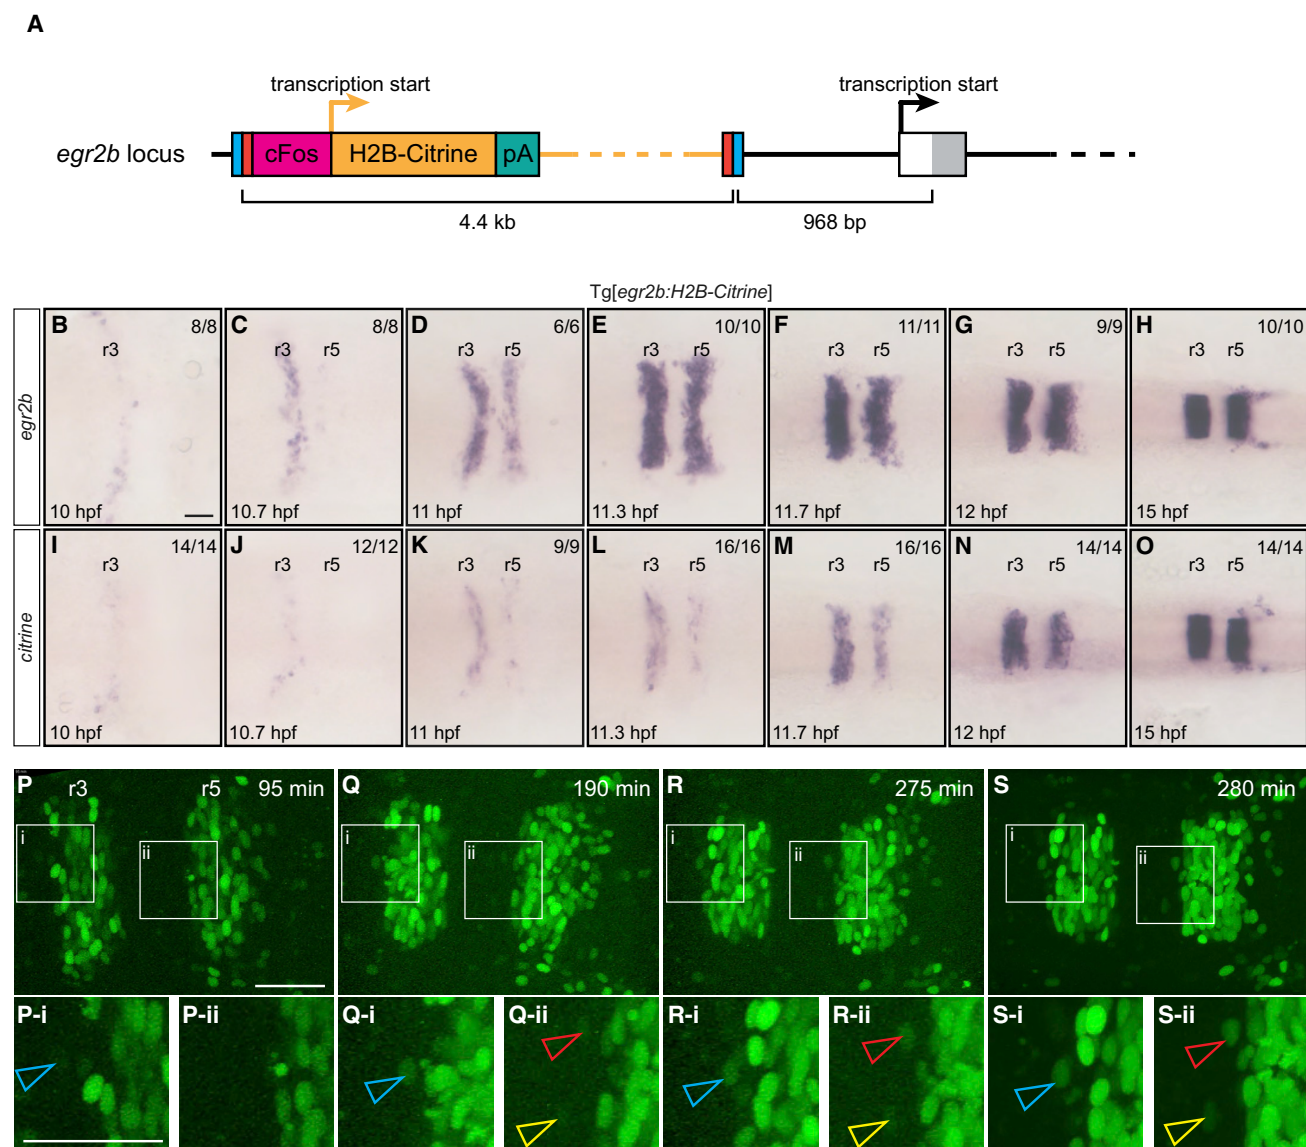 A
transcription start
transcription start
egr2b locus
cFos
H2B-Citrine
pA
4.4 kb
968 bp
Tg[egr2b:H2B-Citrine]
egr2b
B
8/8
r3
10 hpf
C
8/8
r3
r5
10.7 hpf
D
6/6
r3
r5
11 hpf
E
10/10
r3
r5
11.3 hpf
F
11/11
r3
r5
11.7 hpf
G
9/9
r3
r5
12 hpf
H
10/10
r3
r5
15 hpf
citrine
I
14/14
r3
10 hpf
J
12/12
r3
r5
10.7 hpf
K
9/9
r3
r5
11 hpf
L
16/16
r3
r5
11.3 hpf
M
16/16
r3
r5
11.7 hpf
N
14/14
r3
r5
12 hpf
O
14/14
r3
r5
15 hpf
P
r3
r5
95 min
i
ii
Q
190 min
i
ii
R
275 min
i
ii
S
280 min
i
ii
P-i
P-ii
Q-i
Q-ii
R-i
R-ii
S-i
S-ii